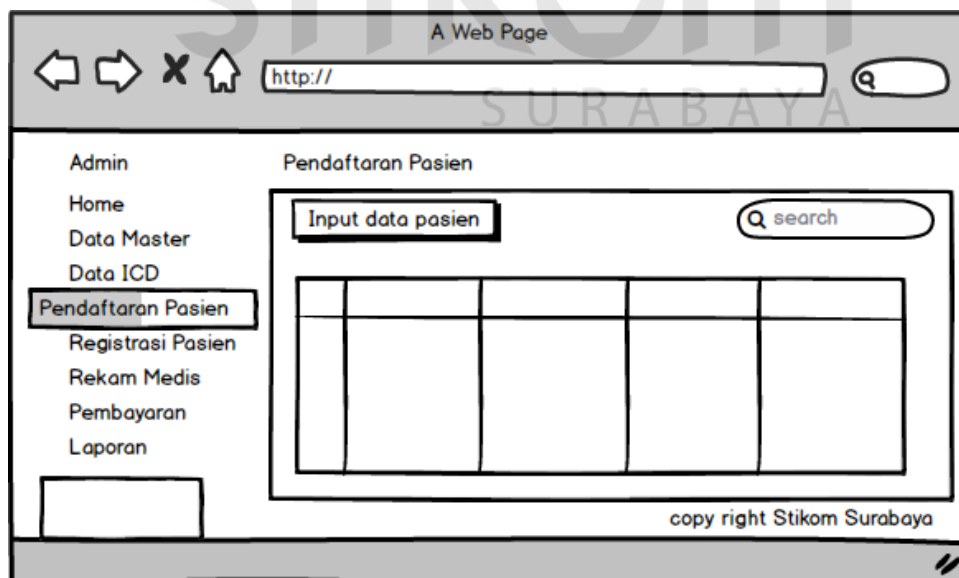 STIKOM
SURABAYA
A Web Page
http://
Admin
Home
Data Master
Data ICD
Pendaftaran Pasien
Registrasi Pasien
Rekam Medis
Pembayaran
Laporan
Pendaftaran Pasien
Input data pasien
search
copy right Stikom Surabaya